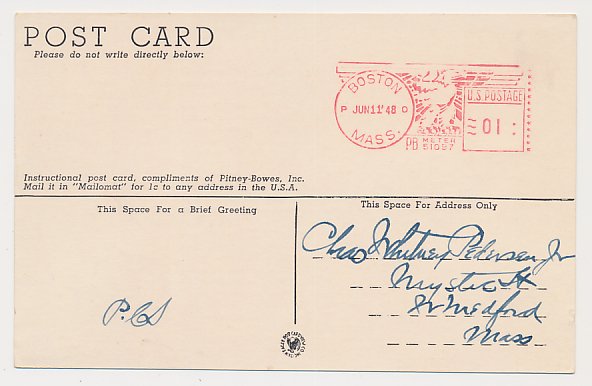 POST CARD
Please do not write directly below:
BOSTON
P JUN 11 '48 O
MASS.
U.S. POSTAGE
01
PB METER
51057
Instructional post card, compliments of Pitney-Bowes, Inc.
Mail it in "Mailomat" for 1c to any address in the U.S.A.
This Space For a Brief Greeting
This Space For Address Only
Chas Whitney Pedersen Jr
Mystic St
W Medford
Mass